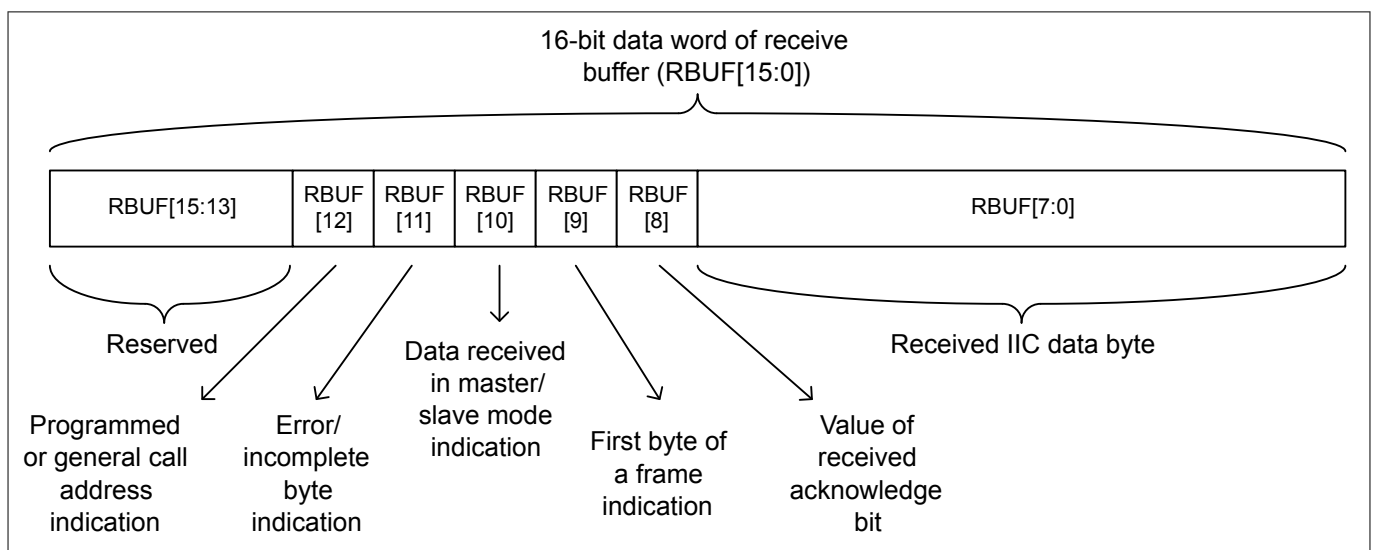 16-bit data word of receive
buffer (RBUF[15:0])
RBUF[15:13]
RBUF
[12]
RBUF
[11]
RBUF
[10]
RBUF
[9]
RBUF
[8]
RBUF[7:0]
Reserved
Programmed
or general call
address
indication
Error/
incomplete
byte
indication
Data received
in master/
slave mode
indication
First byte of
a frame
indication
Value of
received
acknowledge
bit
Received IIC data byte